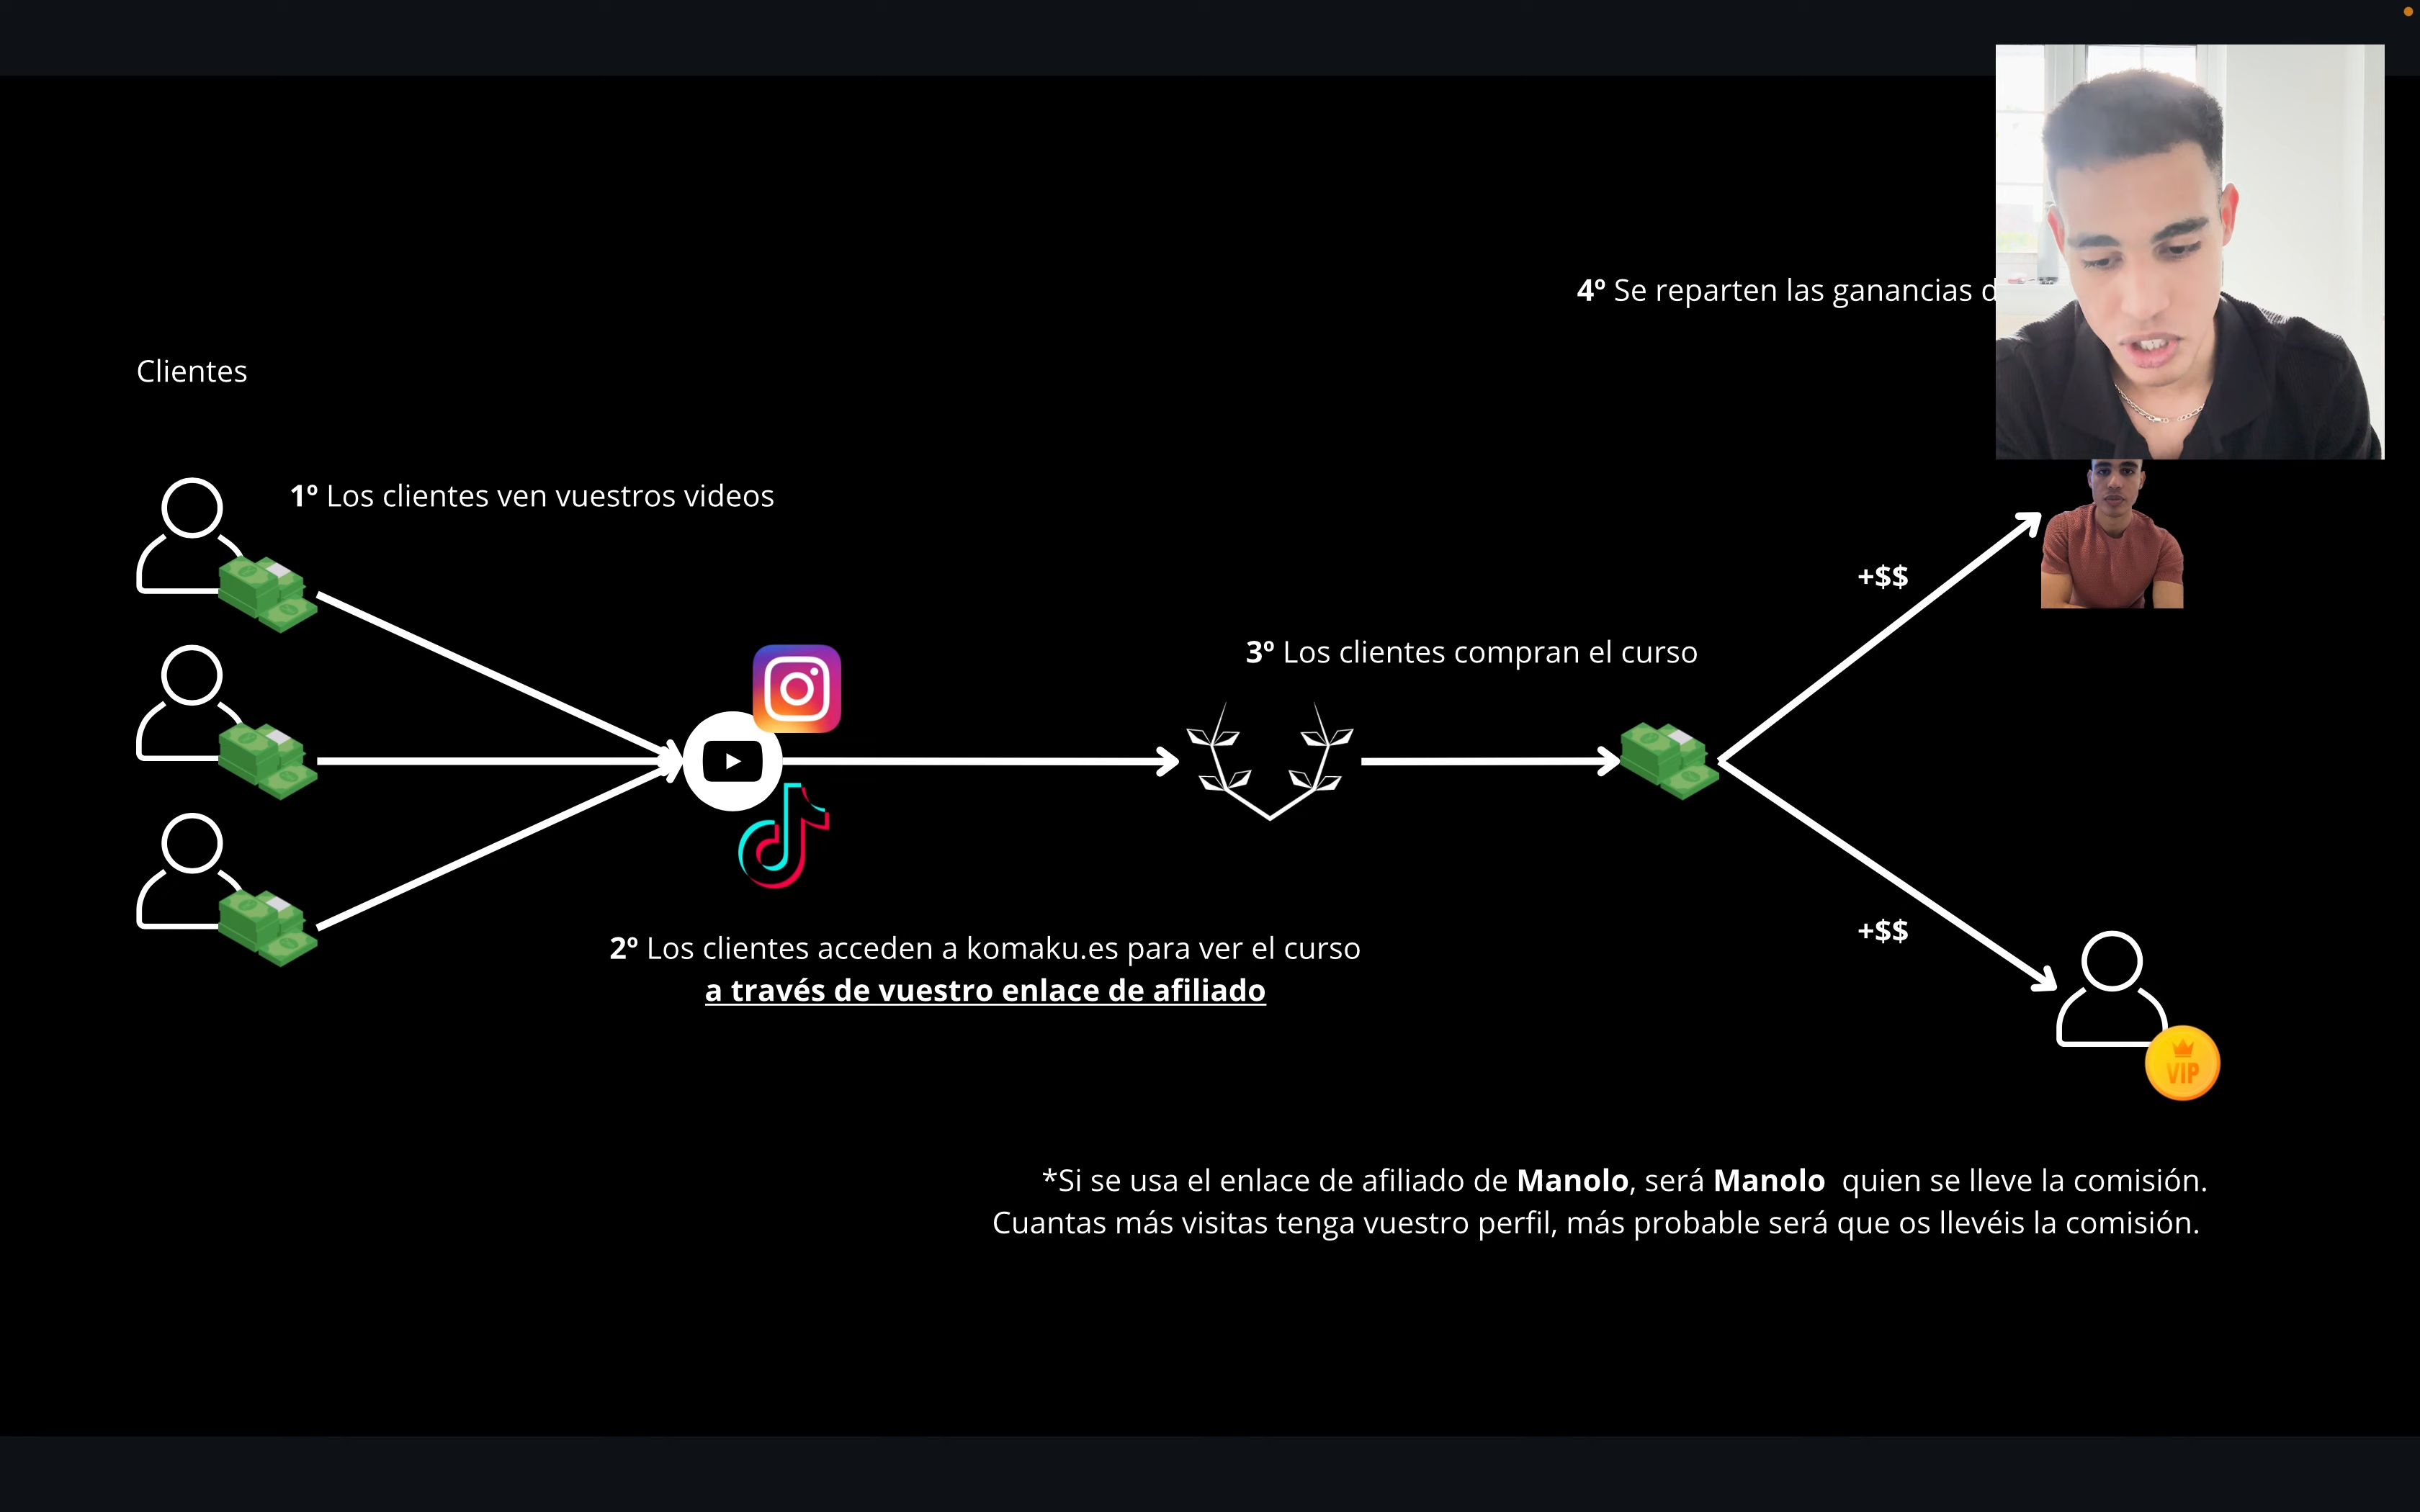 4º Se reparten las ganancias
Clientes
1º Los clientes ven vuestros videos
+$$
3º Los clientes compran el curso
2º Los clientes acceden a komaku.es para ver el curso
a través de vuestro enlace de afiliado
+$$
VIP
*Si se usa el enlace de afiliado de Manolo, será Manolo quien se lleve la comisión.
Cuantas más visitas tenga vuestro perfil, más probable será que os llevéis la comisión.